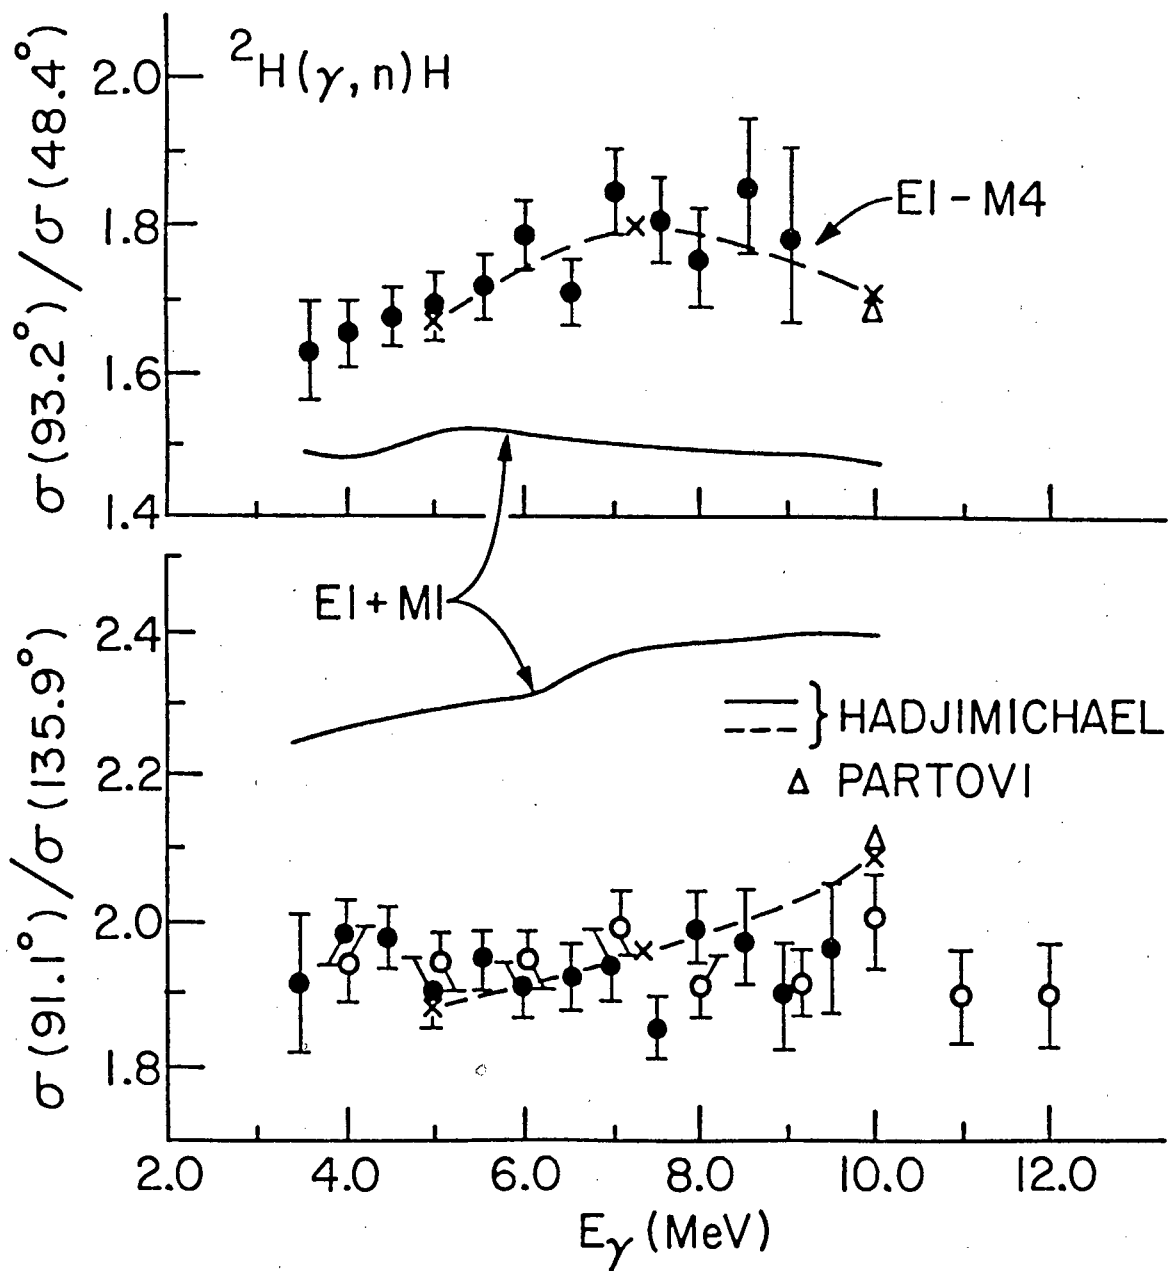 ²H(γ, n)H
σ(93.2°)/σ(48.4°)
2.0
1.8
1.6
1.4
E1-M4
E1+M1
σ(91.1°)/σ(135.9°)
2.4
2.2
2.0
1.8
HADJIMICHAEL
Δ PARTOVI
2.0 4.0 6.0 8.0 10.0 12.0
Eγ (MeV)